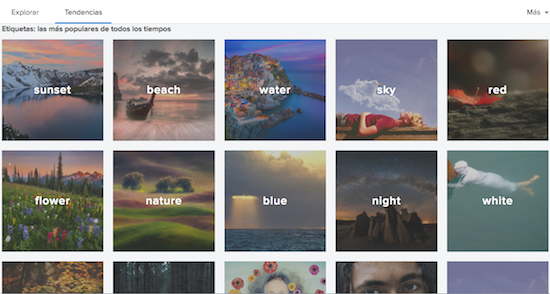 Explorar Tendencias Más
Etiquetas: las más populares de todos los tiempos
sunset beach water sky red
flower nature blue night white